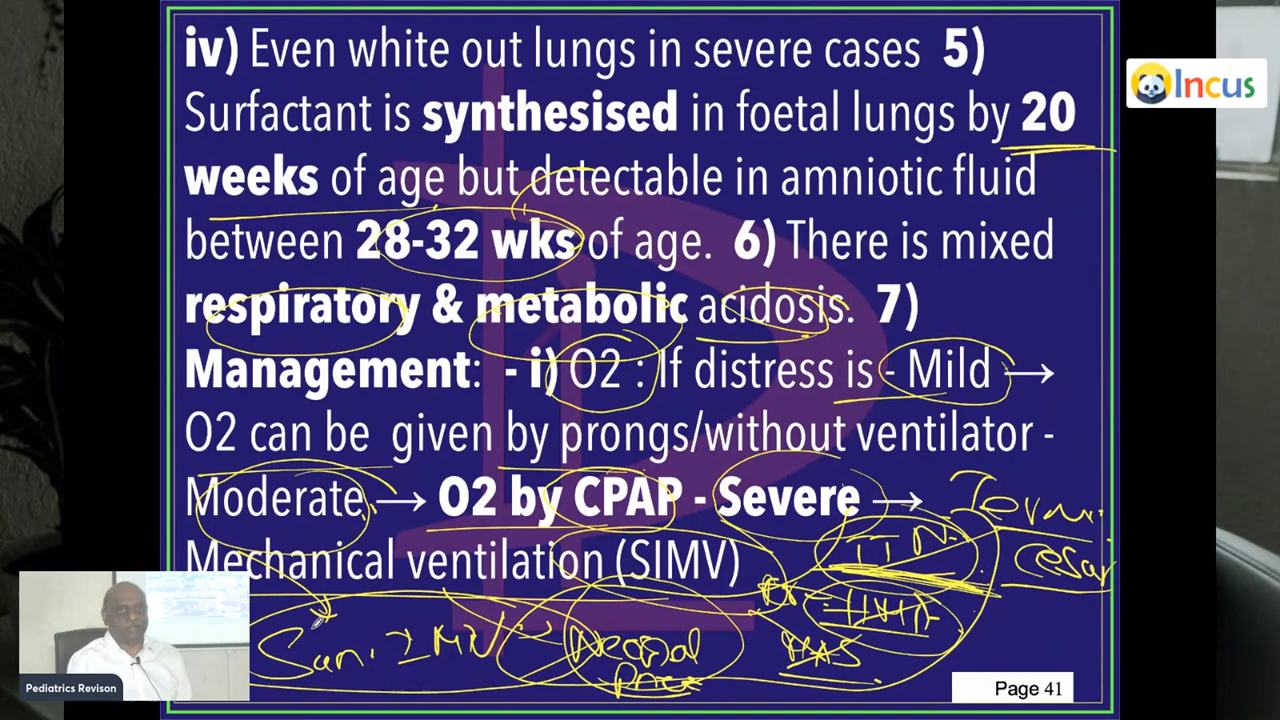 iv) Even white out lungs in severe cases 5)
Surfactant is synthesised in foetal lungs by 20
weeks of age but detectable in amniotic fluid
between 28-32 wks of age. 6) There is mixed
respiratory & metabolic acidosis. 7)
Management: - i) O2 : If distress is - Mild →
O2 can be given by prongs/without ventilator -
Moderate → O2 by CPAP - Severe →
Mechanical ventilation (SIMV)
TTN
HMD
MAS
Page 41
Incus
Pediatrics Revison